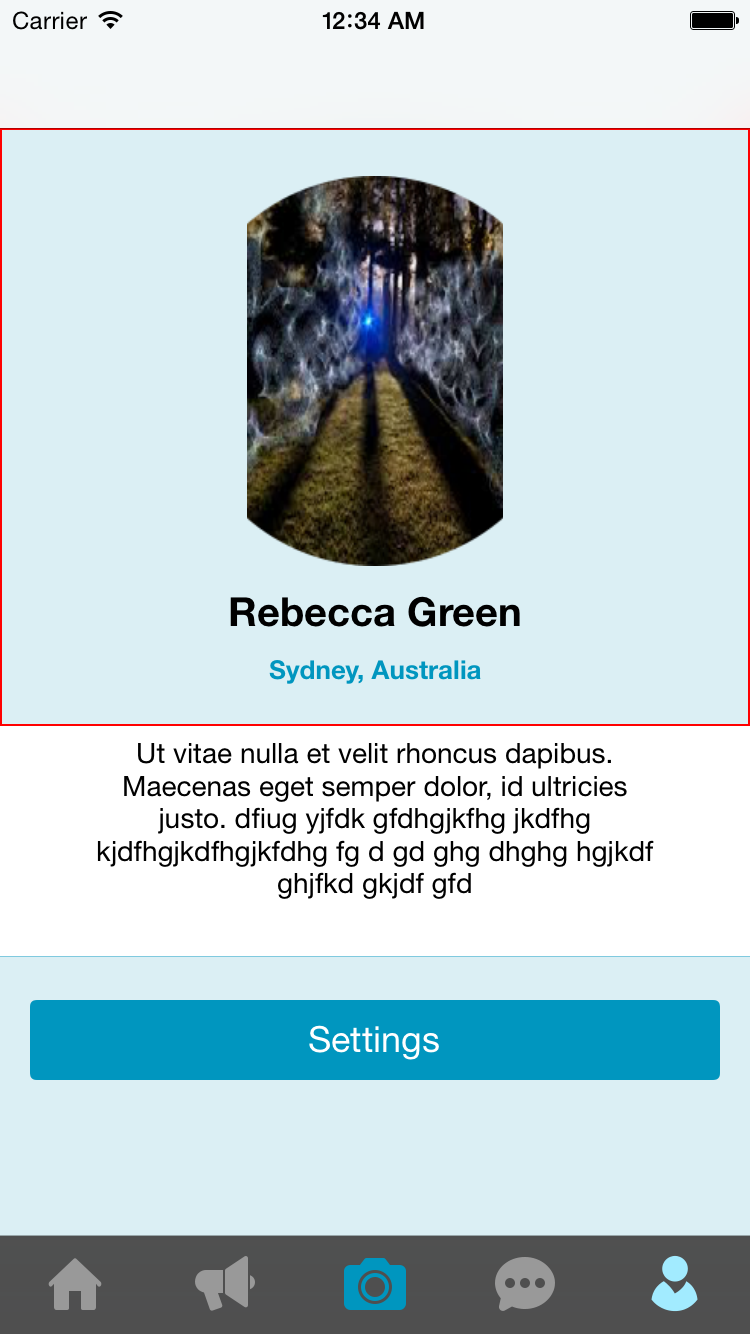 Carrier 12:34 AM
Rebecca Green
Sydney, Australia
Ut vitae nulla et velit rhoncus dapibus.
Maecenas eget semper dolor, id ultricies
justo. dfiug yjfdk gfdhgjkfhg jkdfhg
kjdfhgjkdfhgjkfdhg fg d gd ghg dhghg hgjkdf
ghjfkd gkjdf gfd
Settings